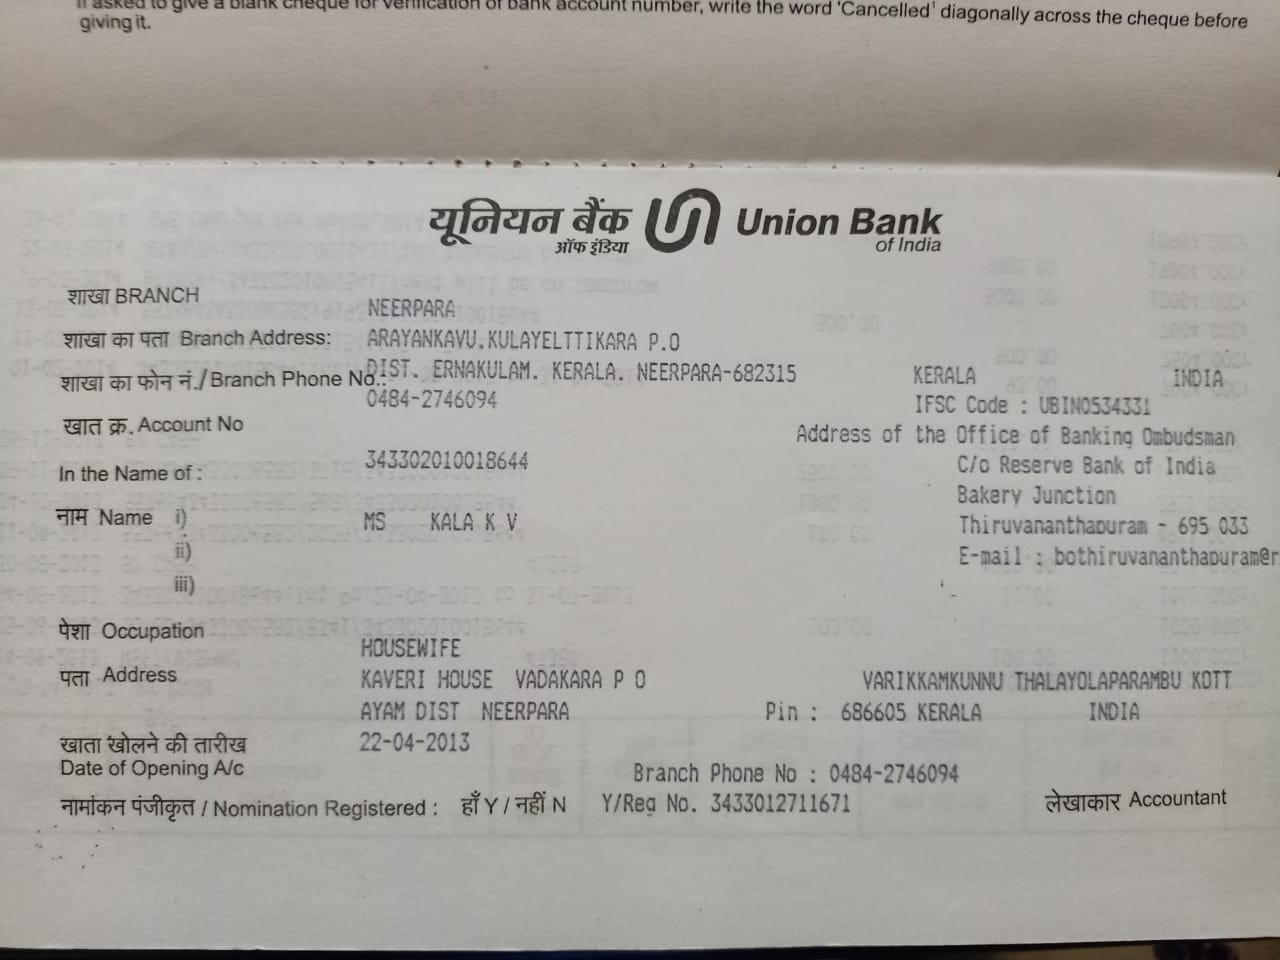 If asked to give a blank cheque for verification of bank account number, write the word 'Cancelled' diagonally across the cheque before
giving it.
यूनियन बैंक Union Bank
ऑफ इंडिया of India
शाखा BRANCH NEERPARA
शाखा का पता Branch Address: ARAYANKAVU,KULAYELTTIKARA P.O
DIST. ERNAKULAM. KERALA. NEERPARA-682315 KERALA INDIA
शाखा का फोन नं./Branch Phone No.: 0484-2746094 IFSC Code : UBIN0534331
खात क्र. Account No 343302010018644
Address of the Office of Banking Ombudsman
C/o Reserve Bank of India
Bakery Junction
Thiruvananthapuram - 695 033
E-mail : bothiruvananthapuram@r
In the Name of :
नाम Name i) MS KALA K V
ii)
iii)
पेशा Occupation HOUSEWIFE
पता Address KAVERI HOUSE VADAKARA P O VARIKKAMKUNNU THALAYOLAPARAMBU KOTT
AYAM DIST NEERPARA Pin : 686605 KERALA INDIA
खाता खोलने की तारीख 22-04-2013
Date of Opening A/c
Branch Phone No : 0484-2746094
नामांकन पंजीकृत / Nomination Registered : हाँ Y / नहीं N Y/Reg No. 3433012711671 लेखाकार Accountant